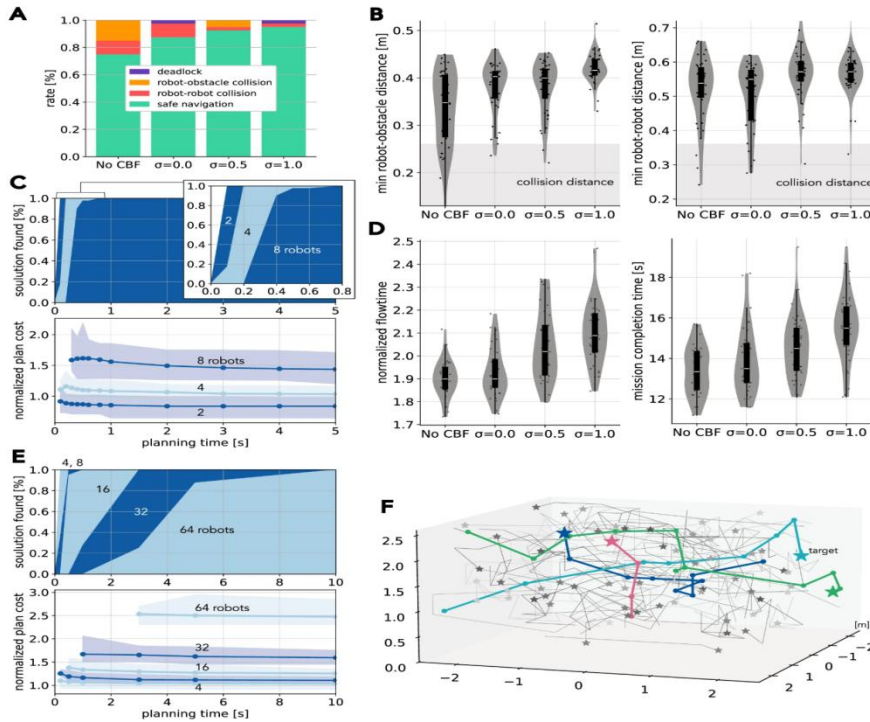 A
rate [%]
1.0
0.8
0.6
0.4
0.2
0.0
deadlock
robot-obstacle collision
robot-robot collision
safe navigation
No CBF σ=0.0 σ=0.5 σ=1.0
B
min robot-obstacle distance [m]
0.5
0.4
0.3
0.2
collision distance
No CBF σ=0.0 σ=0.5 σ=1.0
min robot-robot distance [m]
0.7
0.6
0.5
0.4
0.3
0.2
collision distance
No CBF σ=0.0 σ=0.5 σ=1.0
C
soulution found [%]
1.0
0.8
0.6
0.4
0.2
0.0
0 1 2 3 4 5
1.0
0.8
0.6
0.4
0.2
0.0
2
4
8 robots
0.0 0.2 0.4 0.6 0.8
normalized plan cost
2.0
1.5
1.0
8 robots
4
2
0 1 2 3 4 5
planning time [s]
D
normalized flowtime
2.5
2.4
2.3
2.2
2.1
2.0
1.9
1.8
1.7
No CBF σ=0.0 σ=0.5 σ=1.0
mission completion time [s]
18
16
14
12
No CBF σ=0.0 σ=0.5 σ=1.0
E
4, 8
soulution found [%]
1.0
0.8
0.6
0.4
0.2
0.0
16
32
64 robots
0 2 4 6 8 10
normalized plan cost
3.0
2.5
2.0
1.5
1.0
64 robots
32
16
4
0 2 4 6 8 10
planning time [s]
F
2.5
2.0
1.5
1.0
0.5
0.0
target
[m]
−2 −1 0 1 2
2 1 0 −1 −2